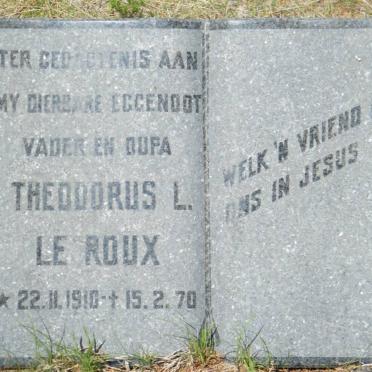 TER GEDAGTENIS AAN
MY DIERBARE EGGENOOT
VADER EN OUPA
THEODORUS L.
LE ROUX
* 22.11.1910-† 15.2.70
WELK 'N VRIEND
ONS IN JESUS